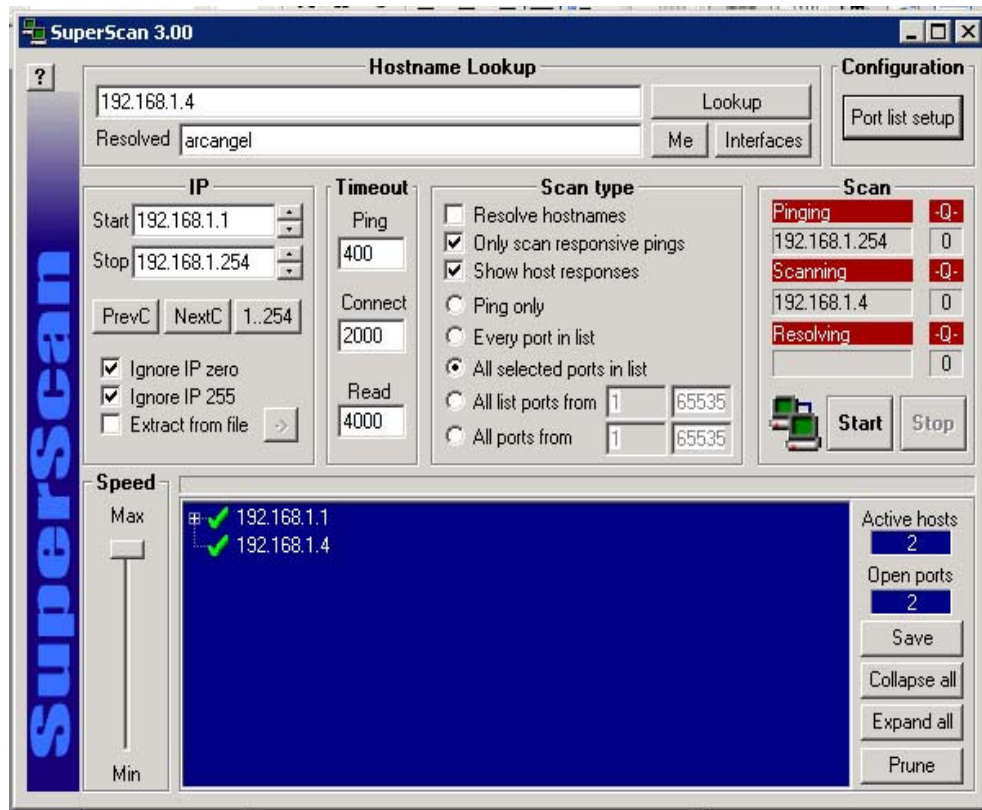 SuperScan 3.00
?
Hostname Lookup
192.168.1.4
Lookup
Resolved arcangel
Me
Interfaces
Configuration
Port list setup
IP
Start 192.168.1.1
Stop 192.168.1.254
PrevC
NextC
1..254
Ignore IP zero
Ignore IP 255
Extract from file
->
Timeout
Ping
400
Connect
2000
Read
4000
Scan type
Resolve hostnames
Only scan responsive pings
Show host responses
Ping only
Every port in list
All selected ports in list
All list ports from 1 65535
All ports from 1 65535
Scan
Pinging -Q-
192.168.1.254 0
Scanning -Q-
192.168.1.4 0
Resolving -Q-
0
Start
Stop
SuperScan
Speed
Max
Min
192.168.1.1
192.168.1.4
Active hosts
2
Open ports
2
Save
Collapse all
Expand all
Prune